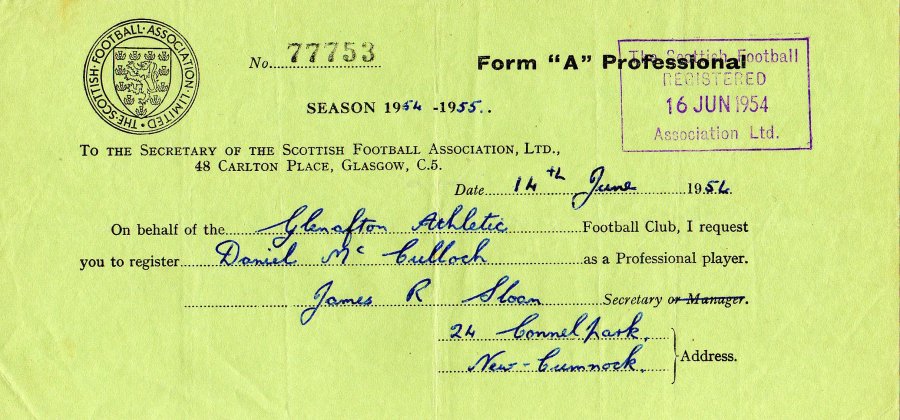 THE·SCOTTISH·FOOTBALL·ASSOCIATION·LIMITED·
No. 77753
Form "A" Professional
The Scottish Football
REGISTERED
16 JUN 1954
Association Ltd.
SEASON 1954 -1955..
TO THE SECRETARY OF THE SCOTTISH FOOTBALL ASSOCIATION, LTD.,
48 CARLTON PLACE, GLASGOW, C.5.
Date 14th June 1954
On behalf of the Glenafton Athletic Football Club, I request
you to register Daniel Mc Culloch as a Professional player.
James R Sloan Secretary or Manager.
24 Connelpark,
New-Cumnock.
Address.